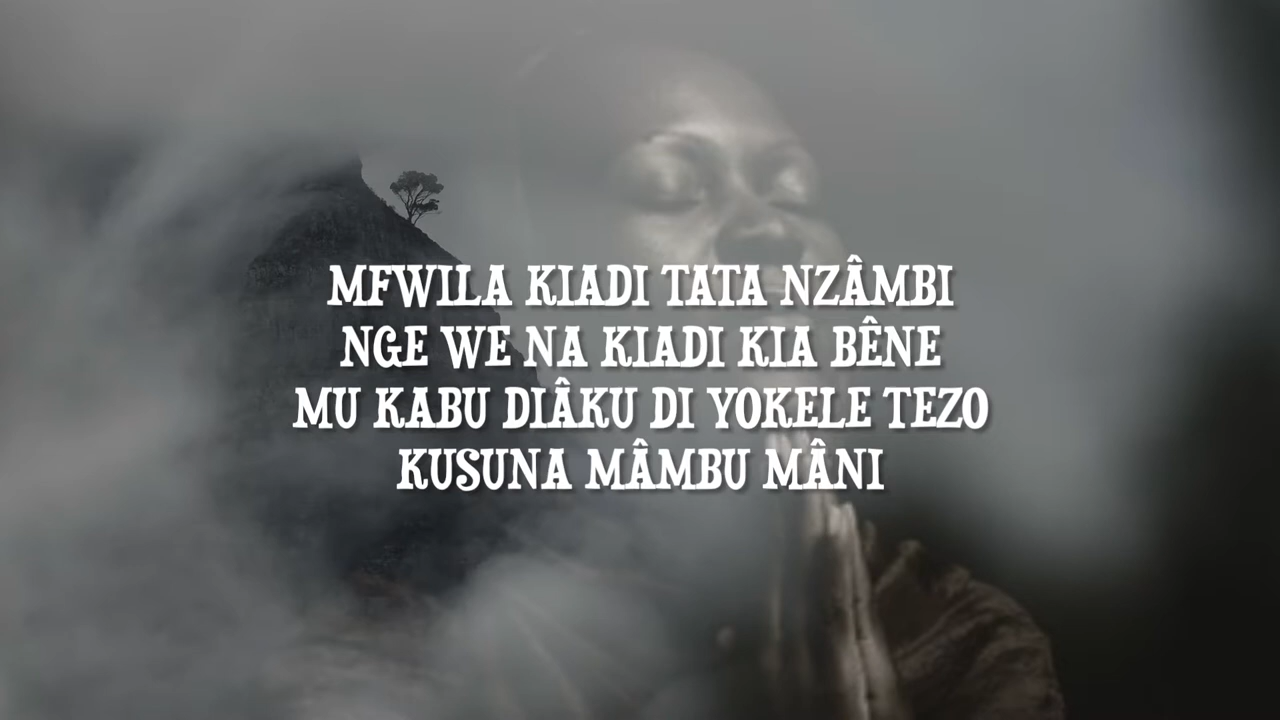 MFWILA KIADI TATA NZÂMBI
NGE WE NA KIADI KIA BÊNE
MU KABU DIÂKU DI YOKELE TEZO
KUSUNA MÂMBU MÂNI